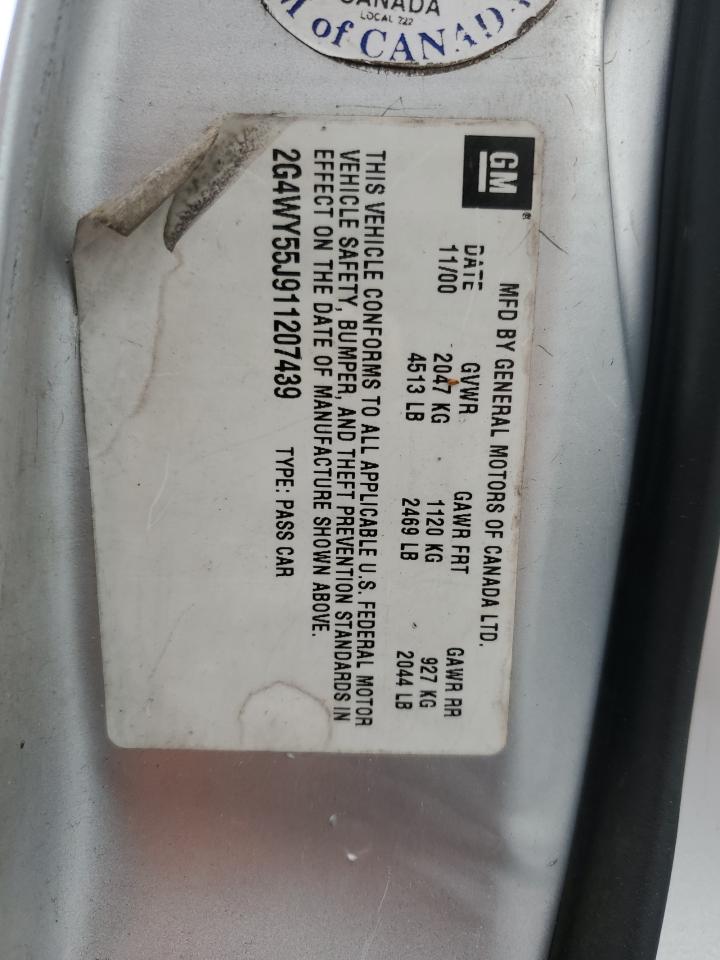 CANADA
LOCAL 222
M of CANADA
GM
MFD BY GENERAL MOTORS OF CANADA LTD.
DATE GVWR GAWR FRT GAWR RR
11/00 2047 KG 1120 KG 927 KG
4513 LB 2469 LB 2044 LB
THIS VEHICLE CONFORMS TO ALL APPLICABLE U.S. FEDERAL MOTOR
VEHICLE SAFETY, BUMPER, AND THEFT PREVENTION STANDARDS IN
EFFECT ON THE DATE OF MANUFACTURE SHOWN ABOVE.
2G4WY55J911207439 TYPE: PASS CAR